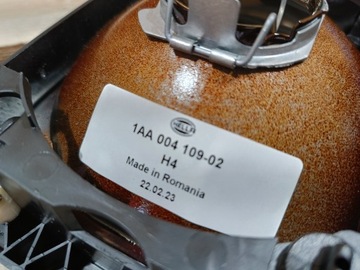 HELLA
1AA 004 109-02
H4
Made in Romania
22.02.23